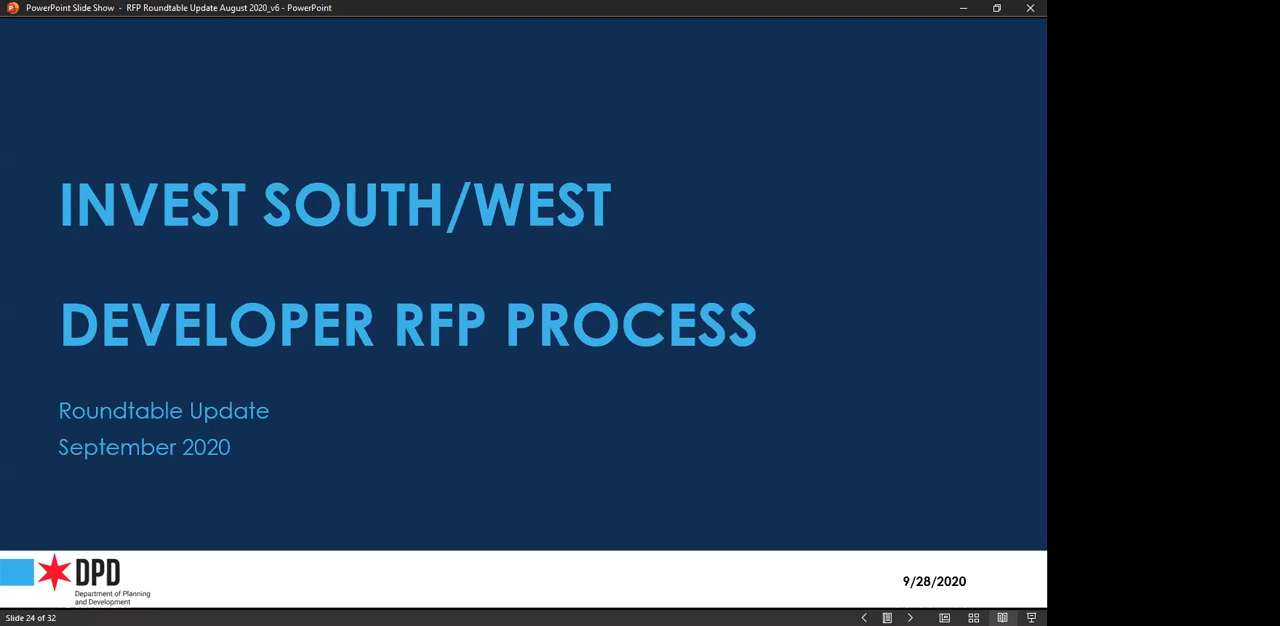 PowerPoint Slide Show - RFP Roundtable Update August 2020_v6 - PowerPoint
INVEST SOUTH/WEST
DEVELOPER RFP PROCESS
Roundtable Update
September 2020
DPD
Department of Planning
and Development
9/28/2020
Slide 24 of 32